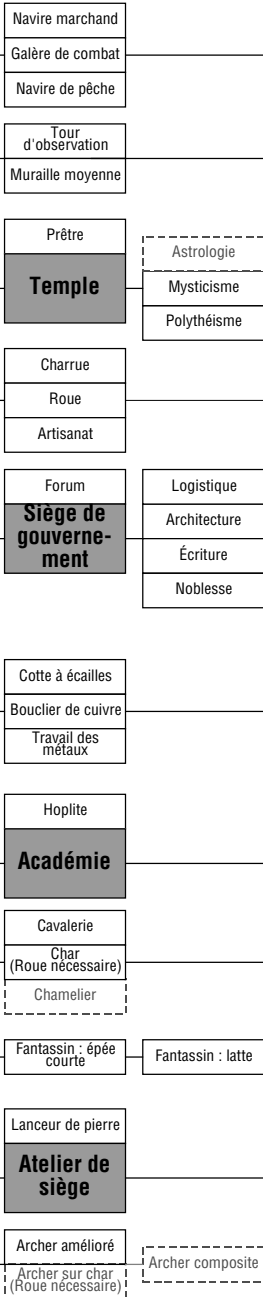 Navire marchand
Galère de combat
Navire de pêche
Tour
d'observation
Muraille moyenne
Prêtre
Temple
Astrologie
Mysticisme
Polythéisme
Charrue
Roue
Artisanat
Forum
Siège de
gouverne-
ment
Logistique
Architecture
Écriture
Noblesse
Cotte à écailles
Bouclier de cuivre
Travail des
métaux
Hoplite
Académie
Cavalerie
Char
(Roue nécessaire)
Chamelier
Fantassin : épée
courte
Fantassin : latte
Lanceur de pierre
Atelier de
siège
Archer amélioré
Archer sur char
(Roue nécessaire)
Archer composite